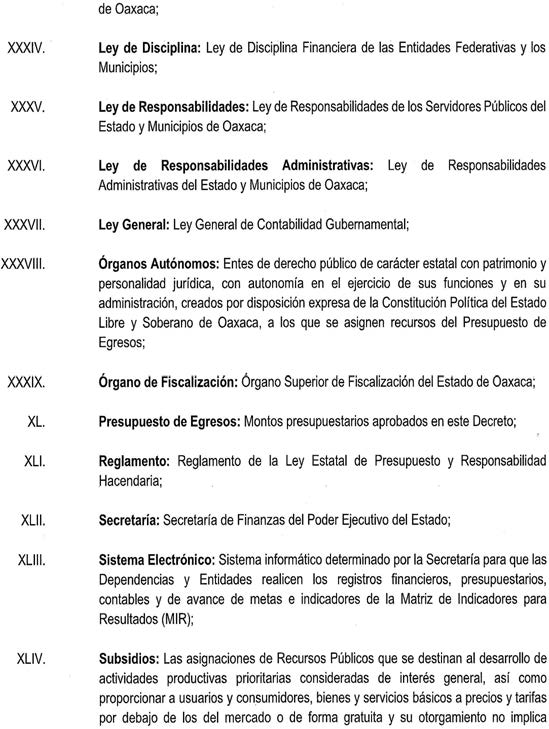 de Oaxaca;
XXXIV. Ley de Disciplina: Ley de Disciplina Financiera de las Entidades Federativas y los
Municipios;
XXXV. Ley de Responsabilidades: Ley de Responsabilidades de los Servidores Públicos del
Estado y Municipios de Oaxaca;
XXXVI. Ley de Responsabilidades Administrativas: Ley de Responsabilidades
Administrativas del Estado y Municipios de Oaxaca;
XXXVII. Ley General: Ley General de Contabilidad Gubernamental;
XXXVIII. Órganos Autónomos: Entes de derecho público de carácter estatal con patrimonio y
personalidad jurídica, con autonomía en el ejercicio de sus funciones y en su
administración, creados por disposición expresa de la Constitución Política del Estado
Libre y Soberano de Oaxaca, a los que se asignen recursos del Presupuesto de
Egresos;
XXXIX. Órgano de Fiscalización: Órgano Superior de Fiscalización del Estado de Oaxaca;
XL. Presupuesto de Egresos: Montos presupuestarios aprobados en este Decreto;
XLI. Reglamento: Reglamento de la Ley Estatal de Presupuesto y Responsabilidad
Hacendaria;
XLII. Secretaría: Secretaría de Finanzas del Poder Ejecutivo del Estado;
XLIII. Sistema Electrónico: Sistema informático determinado por la Secretaría para que las
Dependencias y Entidades realicen los registros financieros, presupuestarios,
contables y de avance de metas e indicadores de la Matriz de Indicadores para
Resultados (MIR);
XLIV. Subsidios: Las asignaciones de Recursos Públicos que se destinan al desarrollo de
actividades productivas prioritarias consideradas de interés general, así como
proporcionar a usuarios y consumidores, bienes y servicios básicos a precios y tarifas
por debajo de los del mercado o de forma gratuita y su otorgamiento no implica